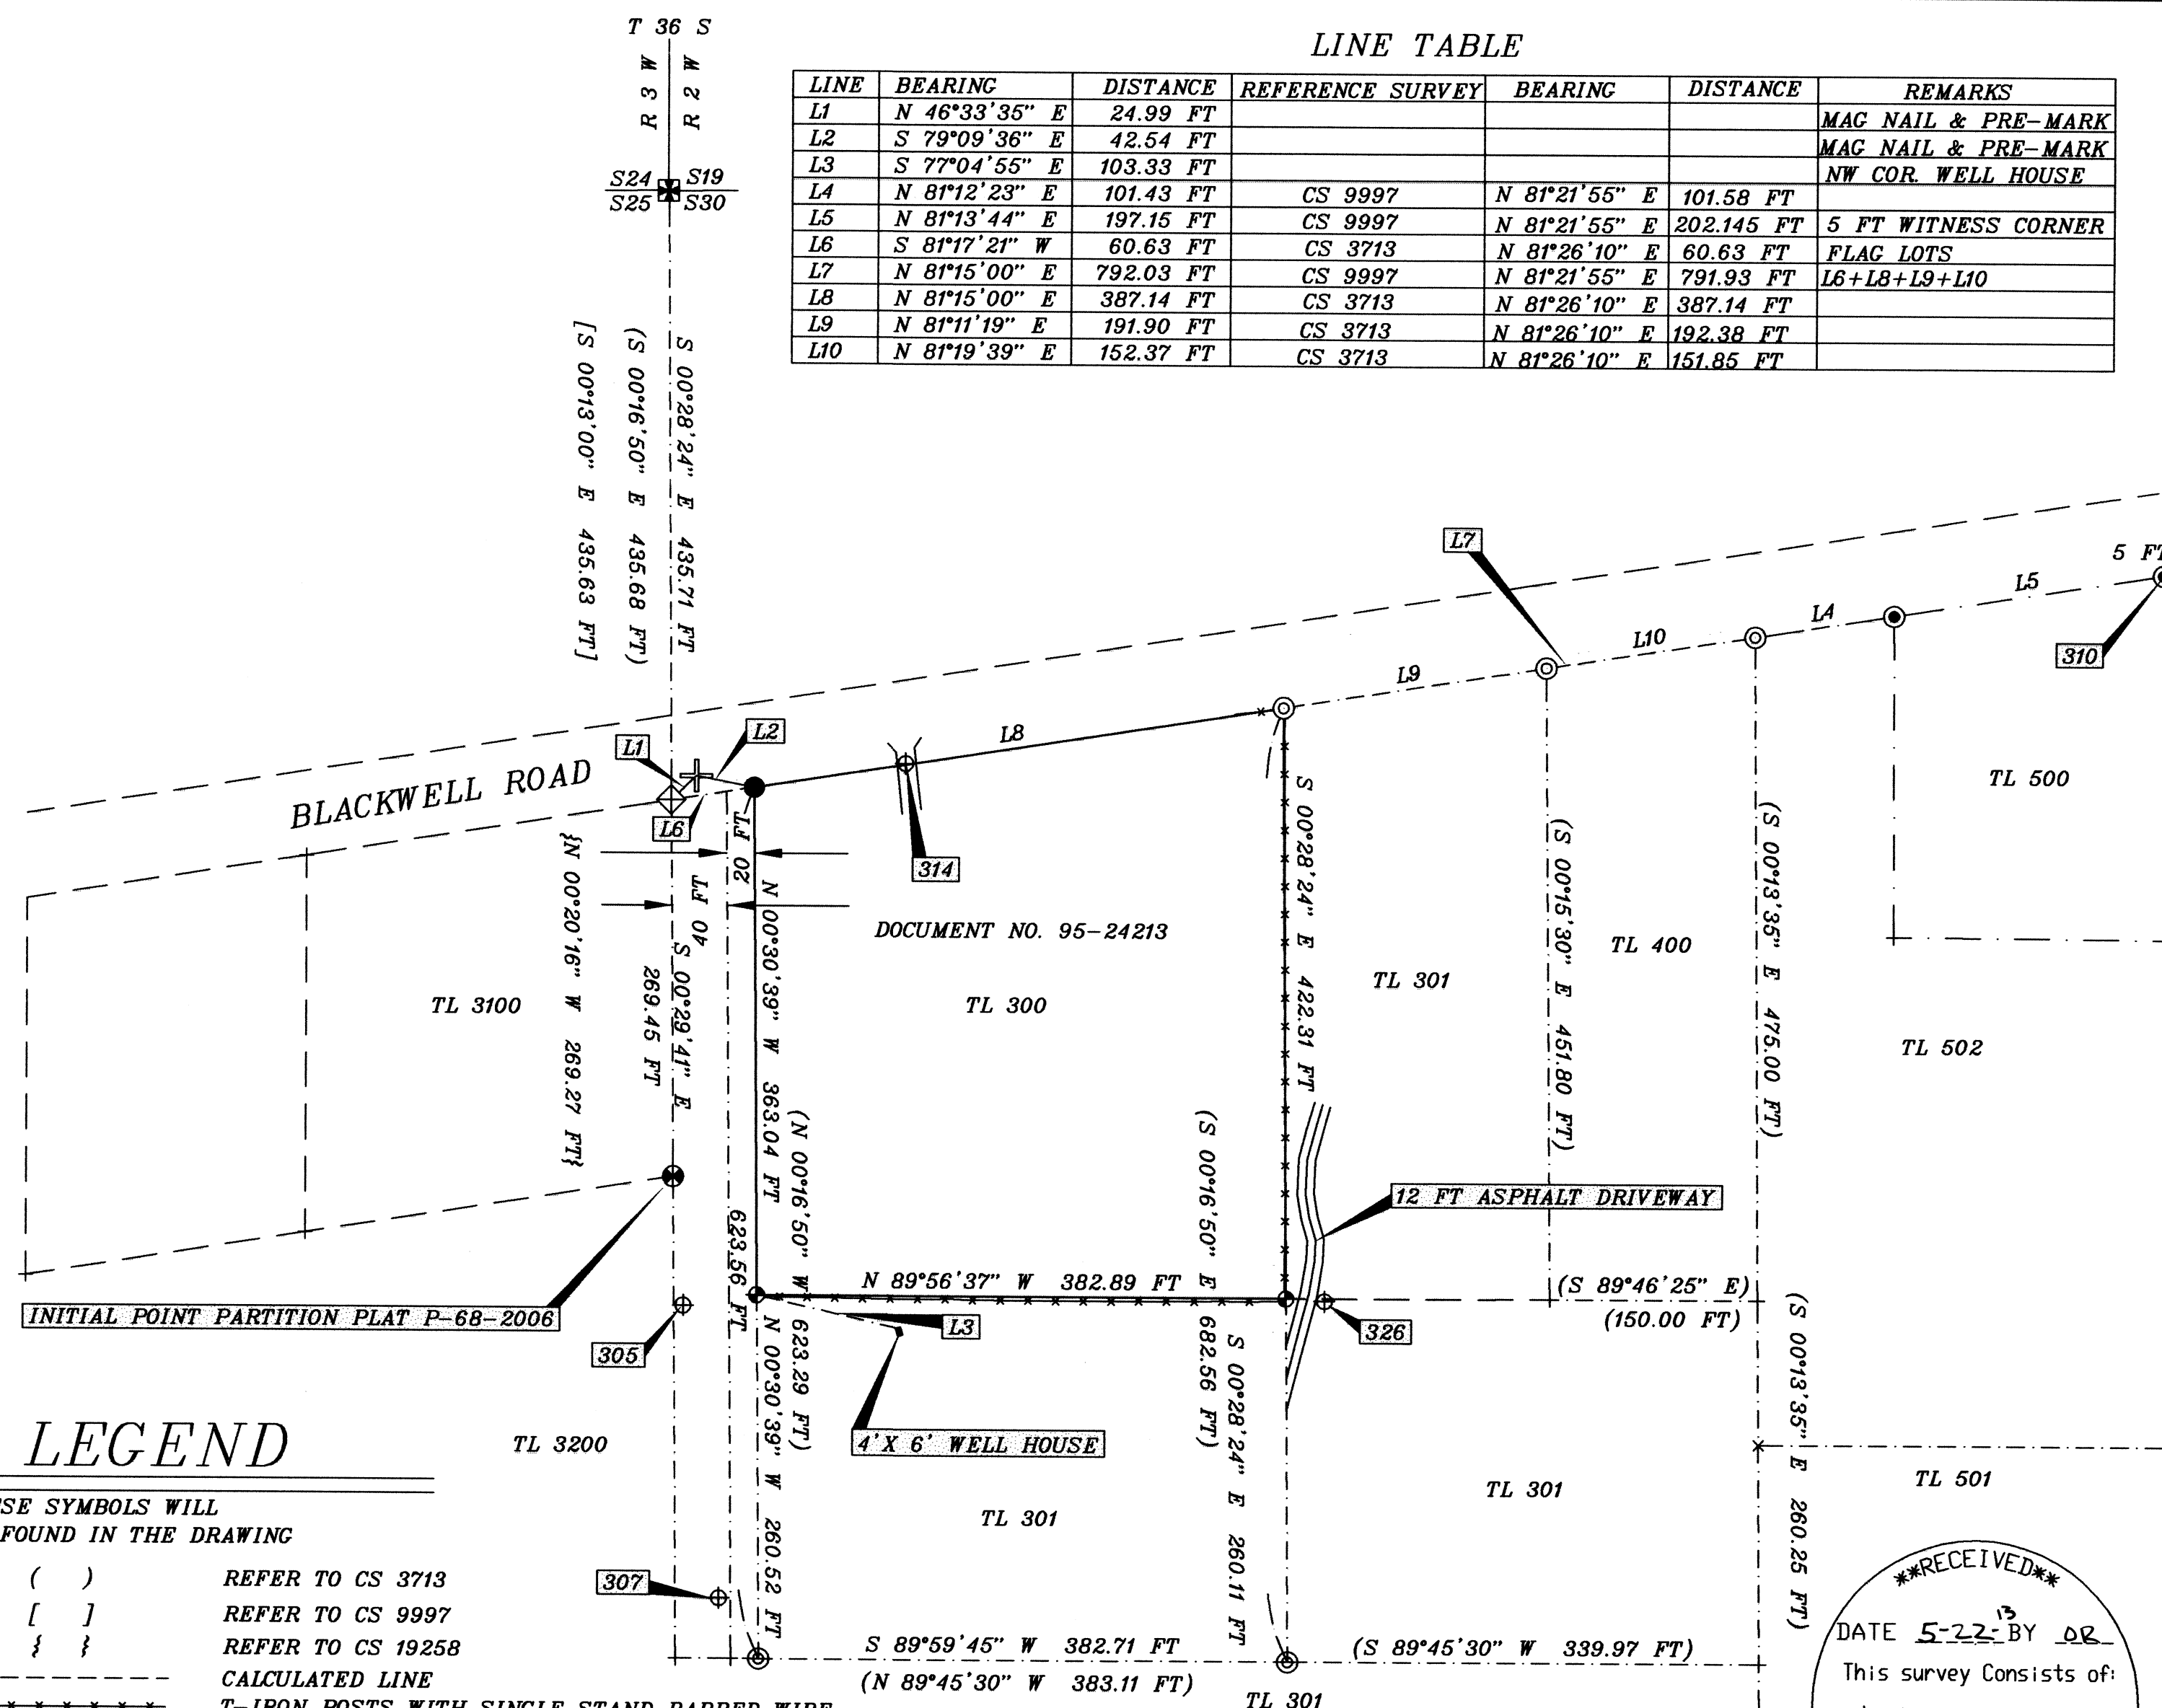 T 36 S
R 3 W
R 2 W
S24 S19
S25 S30
LINE TABLE
LINE BEARING DISTANCE REFERENCE SURVEY BEARING DISTANCE REMARKS
L1 N 46°33'35" E 24.99 FT MAG NAIL & PRE-MARK
L2 S 79°09'36" E 42.54 FT MAG NAIL & PRE-MARK
L3 S 77°04'55" E 103.33 FT NW COR. WELL HOUSE
L4 N 81°12'23" E 101.43 FT CS 9997 N 81°21'55" E 101.58 FT
L5 N 81°13'44" E 197.15 FT CS 9997 N 81°21'55" E 202.145 FT 5 FT WITNESS CORNER
L6 S 81°17'21" W 60.63 FT CS 3713 N 81°26'10" E 60.63 FT FLAG LOTS
L7 N 81°15'00" E 792.03 FT CS 9997 N 81°21'55" E 791.93 FT L6+L8+L9+L10
L8 N 81°15'00" E 387.14 FT CS 3713 N 81°26'10" E 387.14 FT
L9 N 81°11'19" E 191.90 FT CS 3713 N 81°26'10" E 192.38 FT
L10 N 81°19'39" E 152.37 FT CS 3713 N 81°26'10" E 151.85 FT
[S 00°13'00" E 435.63 FT]
(S 00°16'50" E 435.68 FT)
S 00°28'24" E 435.71 FT
L7
5 FT
L5
L4
L10
310
L9
L8
L2
L1
L6
BLACKWELL ROAD
314
20 FT
40 FT
TL 500
DOCUMENT NO. 95-24213
{N 00°20'16" W 269.27 FT}
S 00°29'41" E
269.45 FT
N 00°30'39" W 363.04 FT
S 00°28'24" E 422.31 FT
(S 00°15'30" E 451.80 FT)
(S 00°13'35" E 475.00 FT)
TL 3100
TL 300
TL 301
TL 400
TL 502
(N 00°16'50" W 623.29 FT)
623.56 FT
(S 00°16'50" E 682.56 FT)
12 FT ASPHALT DRIVEWAY
N 89°56'37" W 382.89 FT
(S 89°46'25" E)
(150.00 FT)
INITIAL POINT PARTITION PLAT P-68-2006
305
L3
326
4'X 6' WELL HOUSE
N 00°30'39" W 260.52 FT
S 00°28'24" E 260.11 FT
(S 00°13'35" E 260.25 FT)
TL 3200
TL 301
TL 301
TL 501
307
S 89°59'45" W 382.71 FT
(N 89°45'30" W 383.11 FT)
(S 89°45'30" W 339.97 FT)
TL 301
LEGEND
SE SYMBOLS WILL
FOUND IN THE DRAWING
( ) REFER TO CS 3713
[ ] REFER TO CS 9997
{ } REFER TO CS 19258
CALCULATED LINE
T-IRON POSTS WITH SINGLE STAND BARBED WIRE
**RECEIVED**
DATE 5-22-13 BY DR
This survey Consists of: